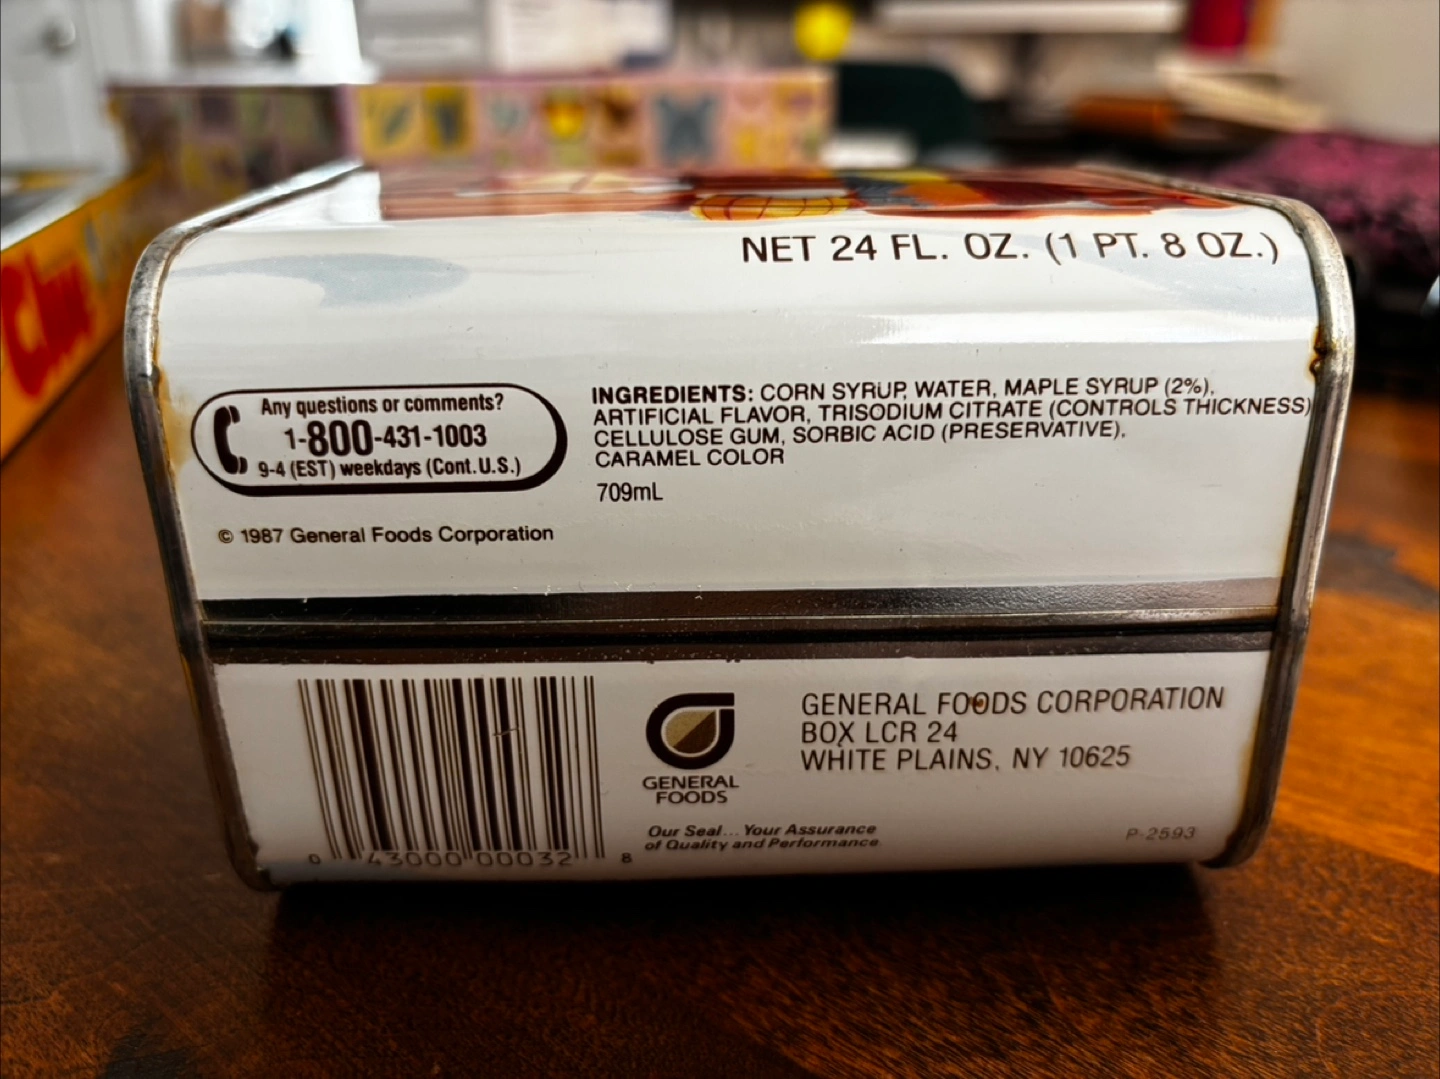 Clue
NET 24 FL. OZ. (1 PT. 8 OZ.)
Any questions or comments?
1-800-431-1003
9-4 (EST) weekdays (Cont. U.S.)
© 1987 General Foods Corporation
INGREDIENTS: CORN SYRUP, WATER, MAPLE SYRUP (2%),
ARTIFICIAL FLAVOR, TRISODIUM CITRATE (CONTROLS THICKNESS)
CELLULOSE GUM, SORBIC ACID (PRESERVATIVE),
CARAMEL COLOR
709mL
0 43000 00032 8
GENERAL
FOODS
Our Seal... Your Assurance
of Quality and Performance
GENERAL FOODS CORPORATION
BOX LCR 24
WHITE PLAINS, NY 10625
P-2593